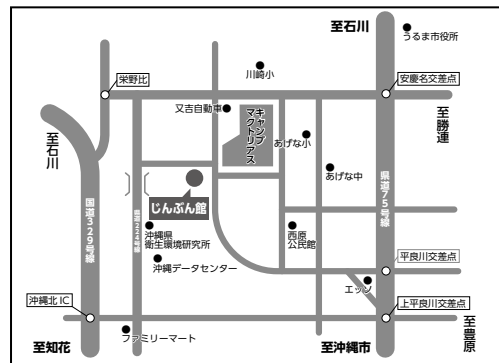 至石川
うるま市役所
川崎小
栄野比
安慶名交差点
又吉自動車
キャンプ
マクトリアス
至勝連
至石川
あげな小
あげな中
県道75号線
国道329号線
じんぶん館
沖縄県
衛生環境研究所
西原
公民館
沖縄データセンター
平良川交差点
エッソ
沖縄北 IC
上平良川交差点
ファミリーマート
至知花
至沖縄市
至豊原